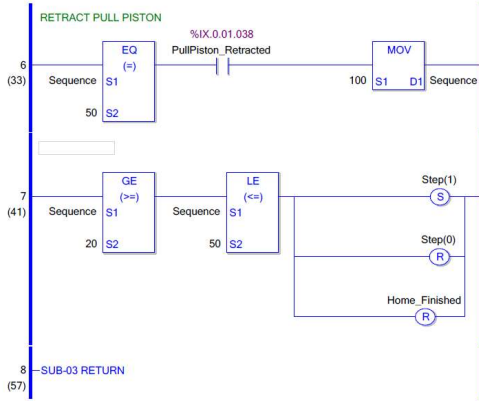 RETRACT PULL PISTON
%IX.0.01.038
EQ PullPiston_Retracted MOV
6 (=)
(33) Sequence S1 100 S1 D1 Sequence
50 S2
GE LE Step(1)
7 (>=) (<=) S
(41) Sequence S1 Sequence S1
20 S2 50 S2 Step(0)
R
Home_Finished
R
8 SUB-03 RETURN
(57)